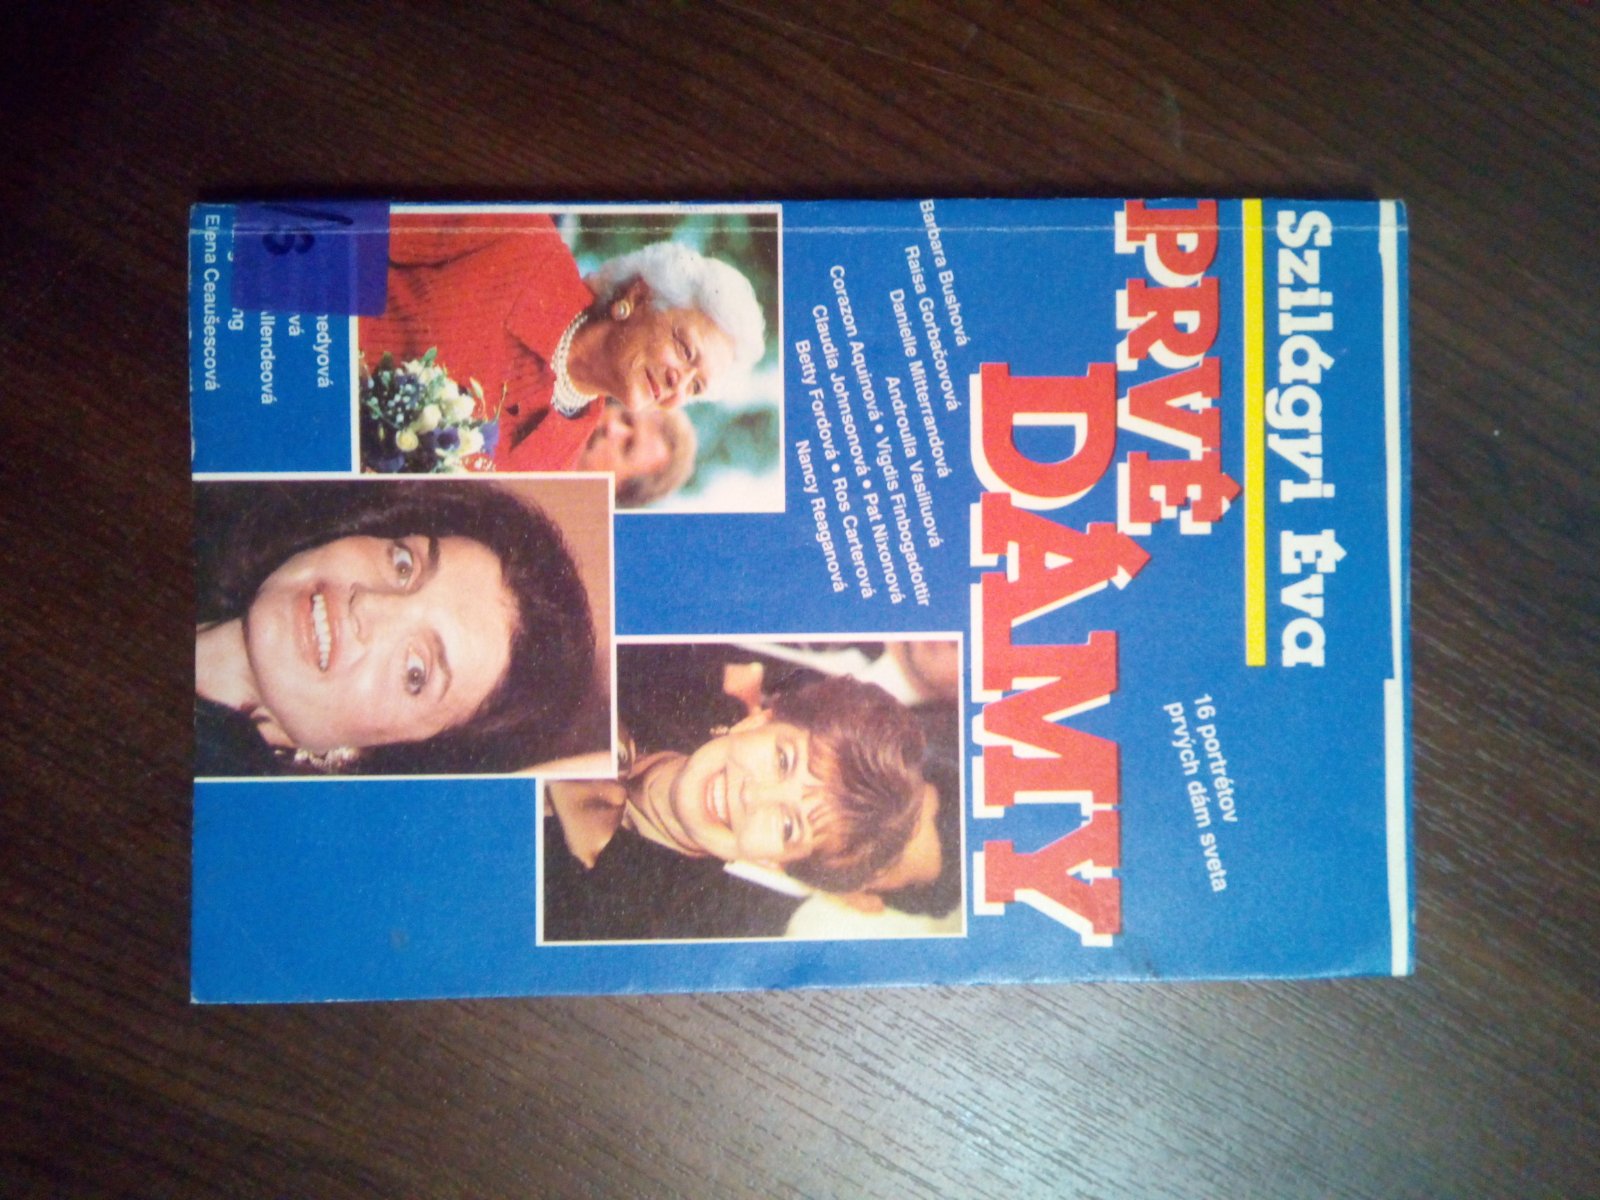 Szilágyi Éva
PRVÉ
DÁMY
16 portrétov
prvých dám sveta
Barbara Bushová
Raisa Gorbačovová
Danielle Mitterrandová
Androulla Vasiliuová
Corazon Aquinová • Vigdis Finbogadottir
Claudia Johnsonová • Pat Nixonová
Betty Fordová • Ros Carterová
Nancy Reaganová
Allendeová
Elena Ceaušescová